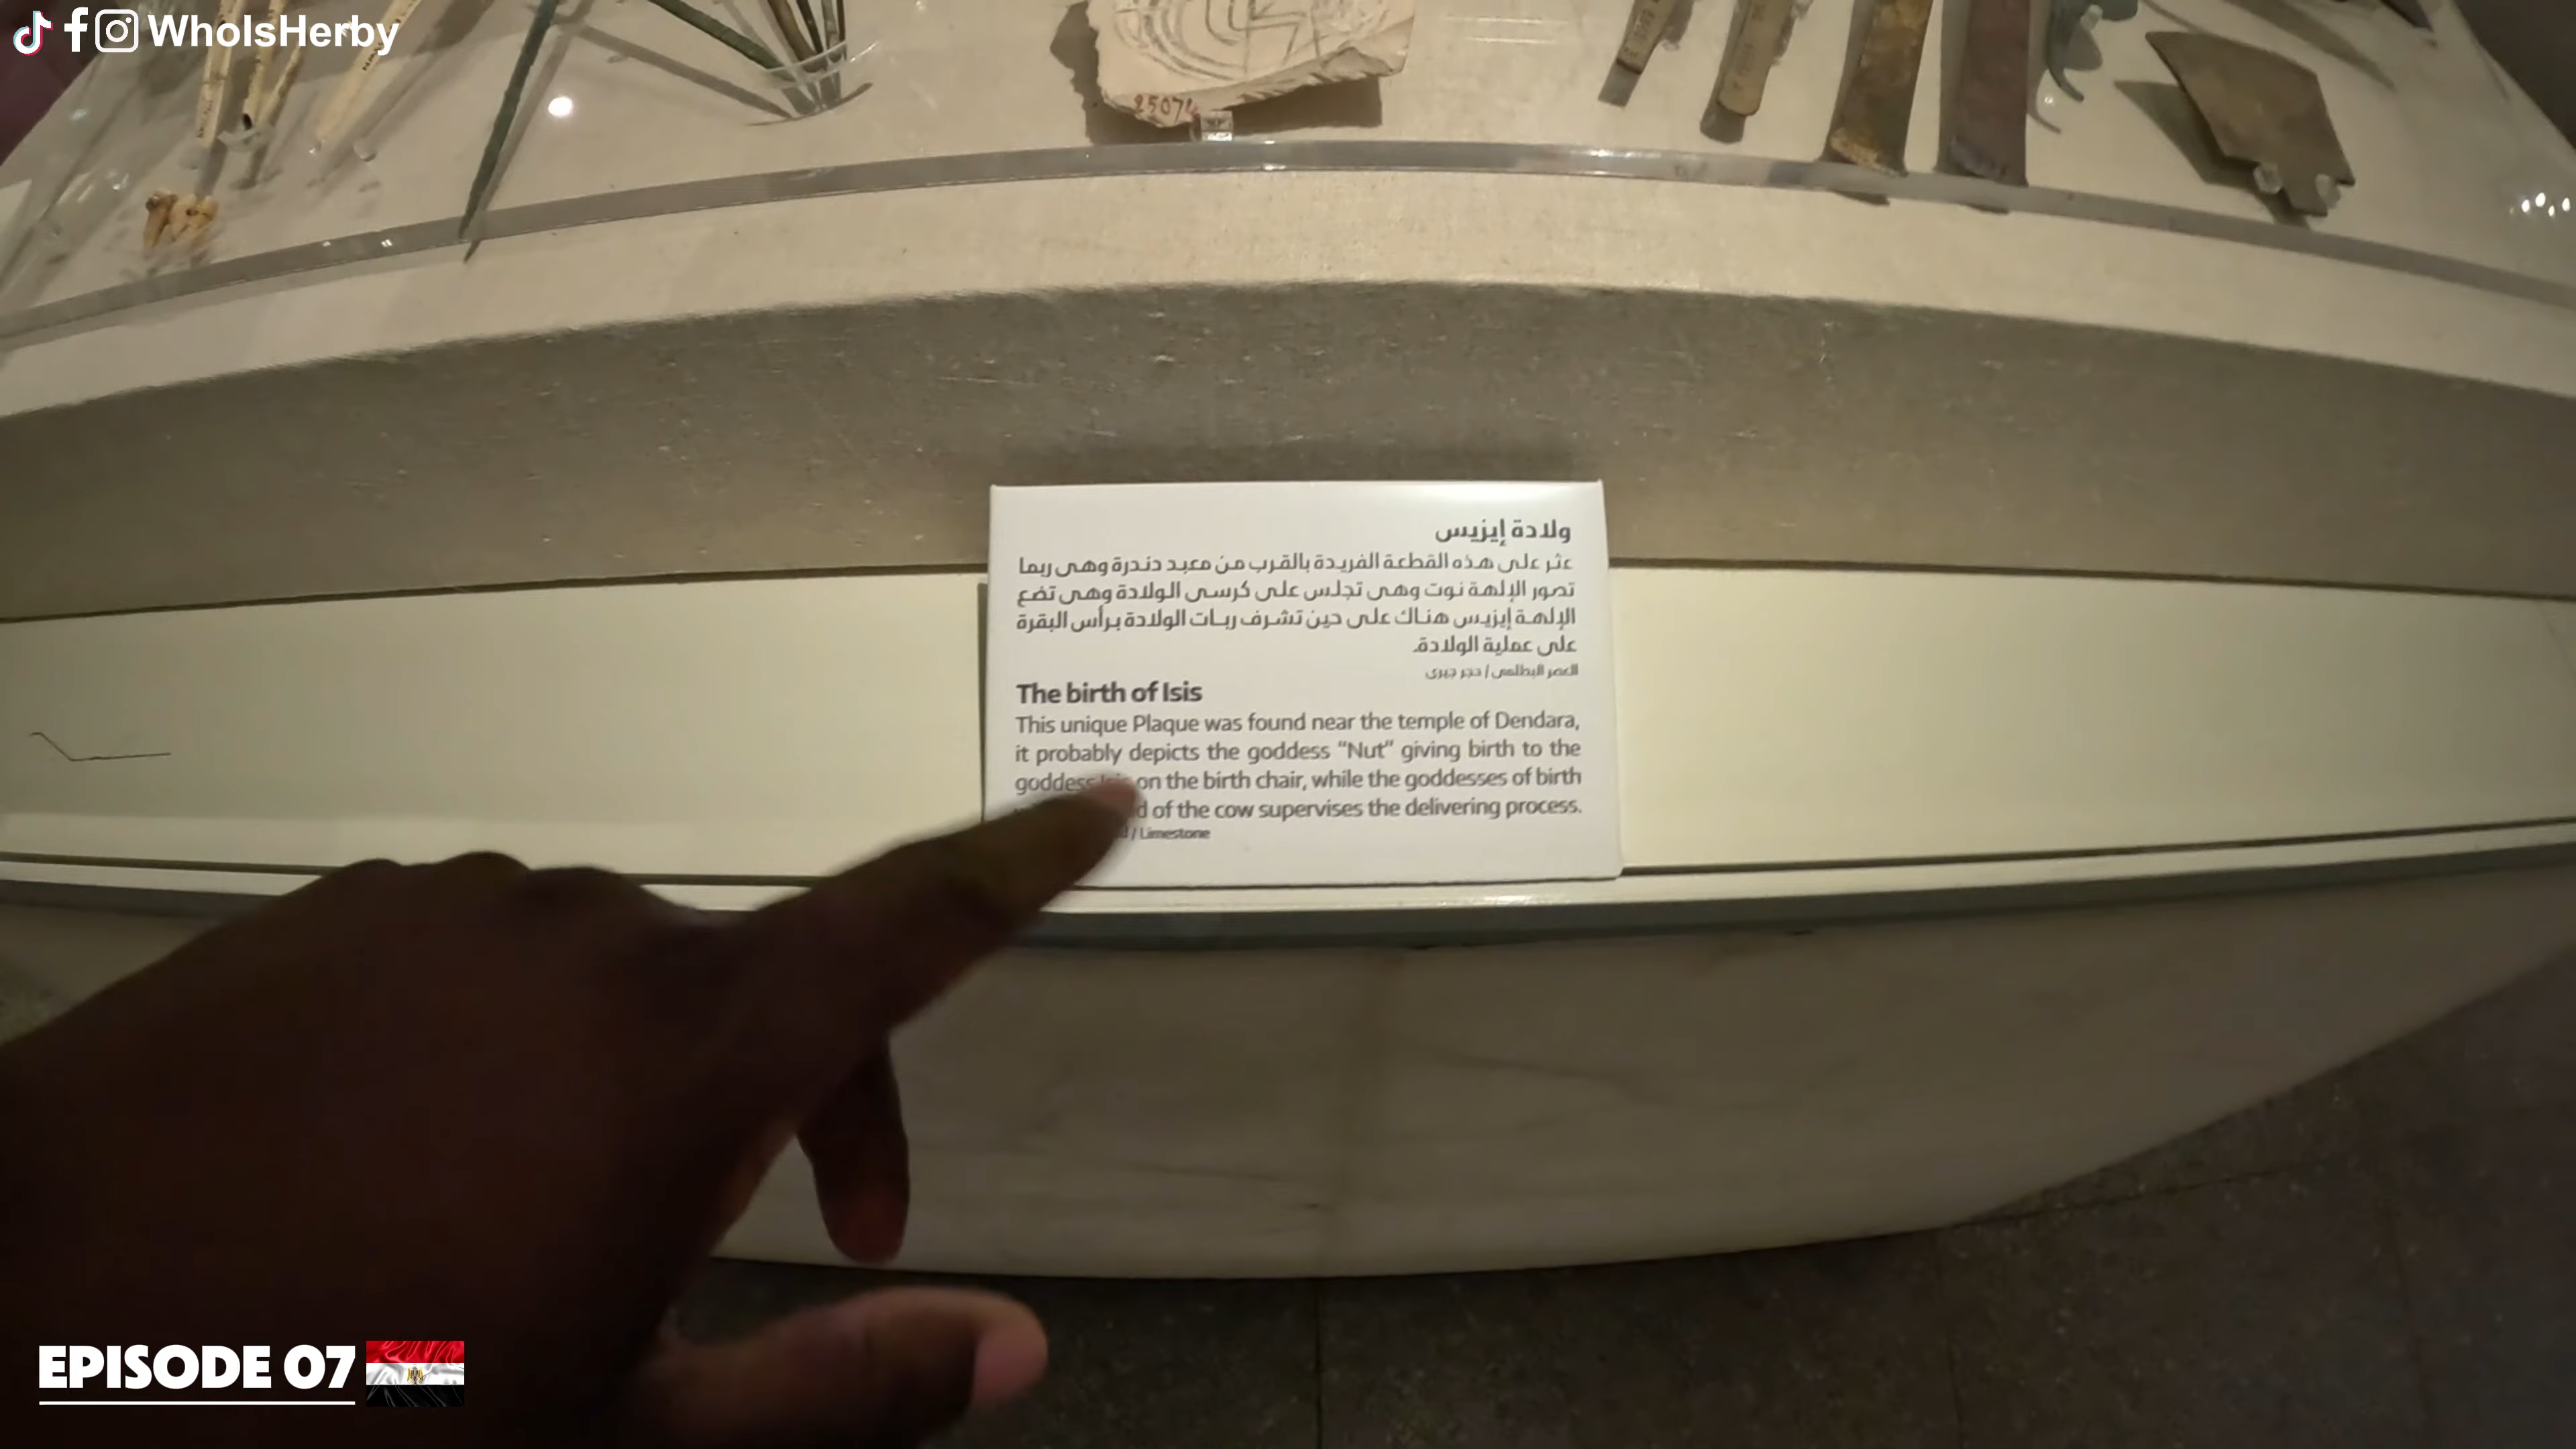 WhoIsHerby
25071
ولادة إيزيس
عثر على هذه القطعة الفريدة بالقرب من معبد دندرة وهى ربما
تصور الإلهة نوت وهى تجلس على كرسى الولادة وهى تضع
الإلهة إيزيس هناك على حين تشرف ربات الولادة برأس البقرة
على عملية الولادة.
العصر البطلمى / حجر جيرى
The birth of Isis
This unique Plaque was found near the temple of Dendara,
it probably depicts the goddess "Nut" giving birth to the
goddess on the birth chair, while the goddesses of birth
of the cow supervises the delivering process.
/ Limestone
EPISODE 07